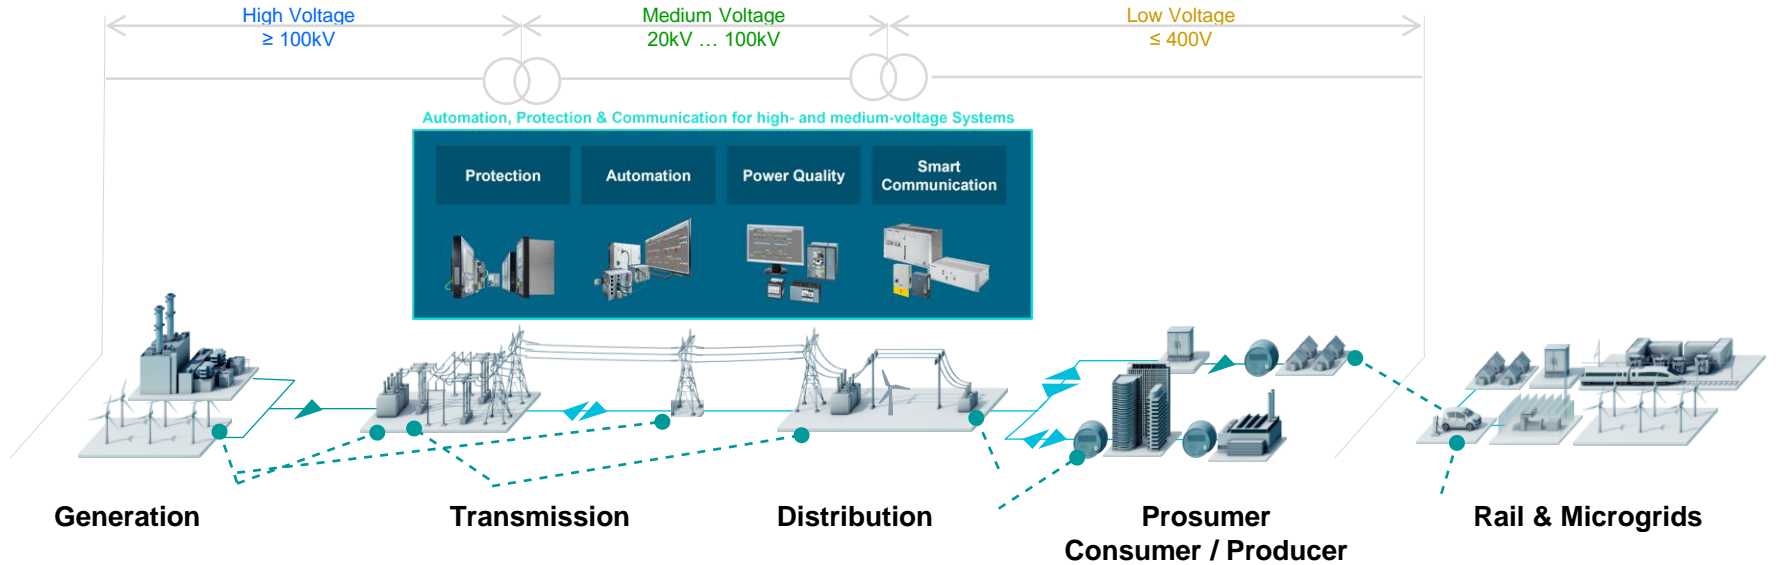 High Voltage
≥ 100kV
Medium Voltage
20kV … 100kV
Low Voltage
≤ 400V
Automation, Protection & Communication for high- and medium-voltage Systems
Protection
Automation
Power Quality
Smart
Communication
Generation
Transmission
Distribution
Prosumer
Consumer / Producer
Rail & Microgrids